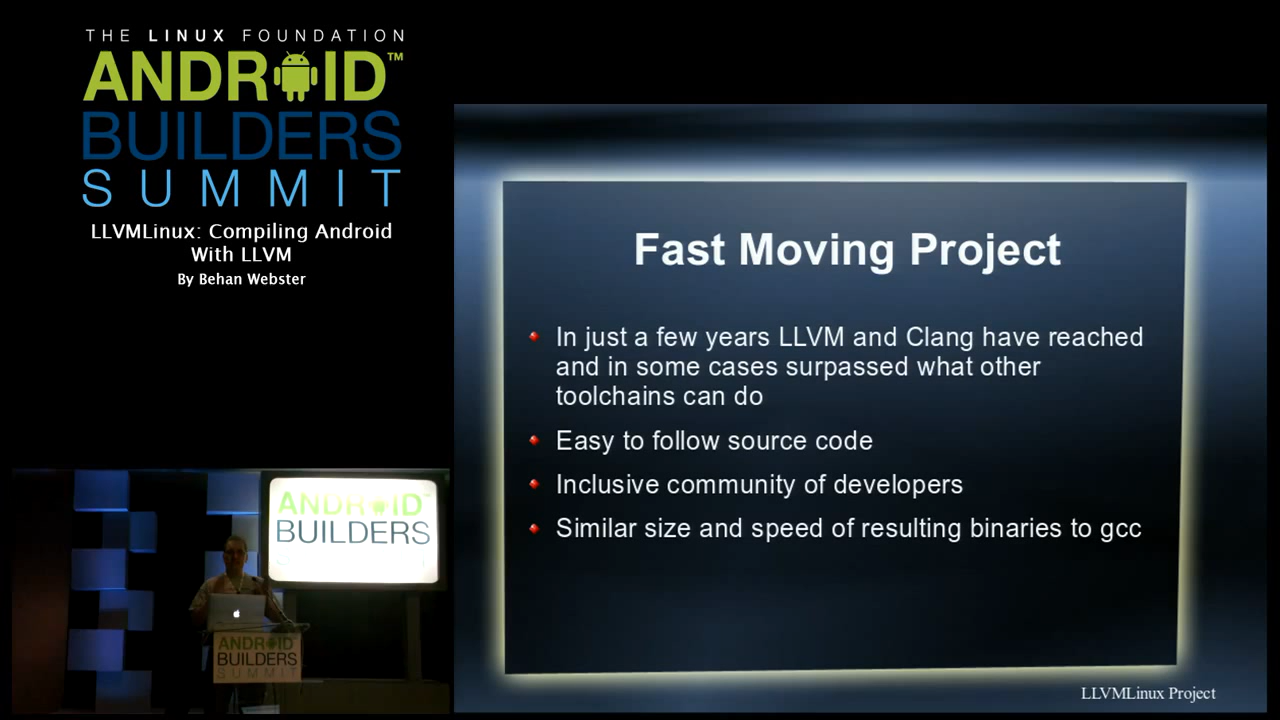 THE LINUX FOUNDATION
ANDROID™
BUILDERS
SUMMIT
LLVMLinux: Compiling Android
With LLVM
By Behan Webster
Fast Moving Project
In just a few years LLVM and Clang have reached
and in some cases surpassed what other
toolchains can do
Easy to follow source code
Inclusive community of developers
Similar size and speed of resulting binaries to gcc
LLVMLinux Project
ANDROID™
BUILDERS
ANDROID
BUILDERS
SUMMIT